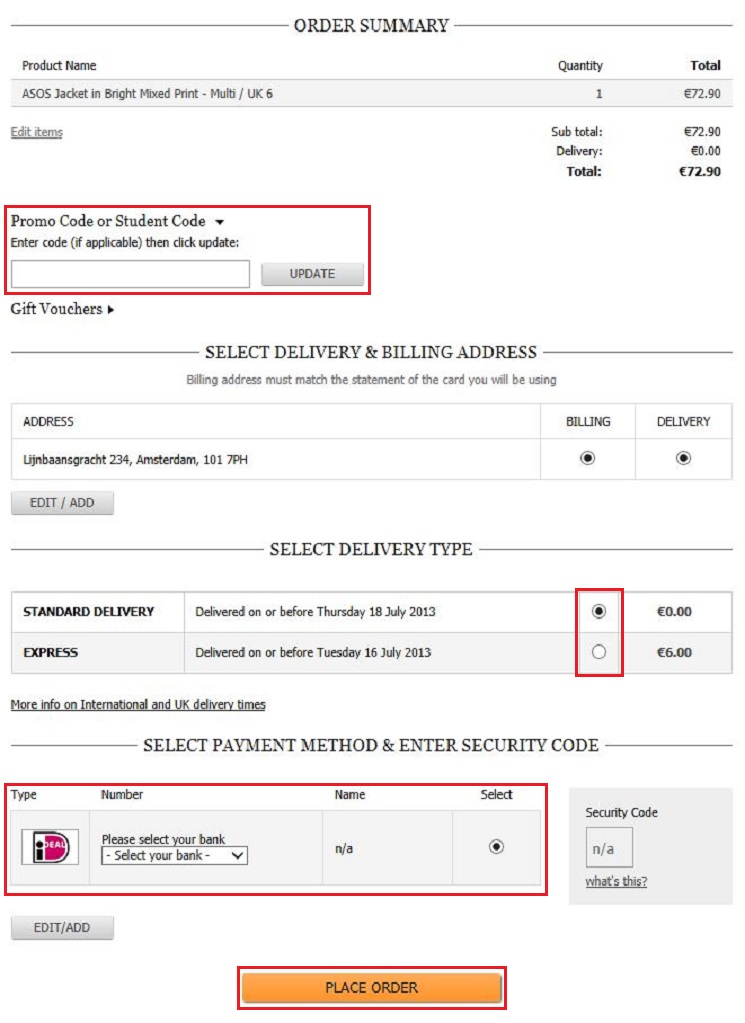 ORDER SUMMARY
Product Name Quantity Total
ASOS Jacket in Bright Mixed Print - Multi / UK 6 1 €72.90
Edit items
Sub total: €72.90
Delivery: €0.00
Total: €72.90
Promo Code or Student Code
Enter code (if applicable) then click update:
UPDATE
Gift Vouchers
SELECT DELIVERY & BILLING ADDRESS
Billing address must match the statement of the card you will be using
ADDRESS BILLING DELIVERY
Lijnbaansgracht 234, Amsterdam, 101 7PH
EDIT / ADD
SELECT DELIVERY TYPE
STANDARD DELIVERY Delivered on or before Thursday 18 July 2013 €0.00
EXPRESS Delivered on or before Tuesday 16 July 2013 €6.00
More info on International and UK delivery times
SELECT PAYMENT METHOD & ENTER SECURITY CODE
Type Number Name Select
iDEAL
Please select your bank
- Select your bank -
n/a
Security Code
n/a
what's this?
EDIT/ADD
PLACE ORDER